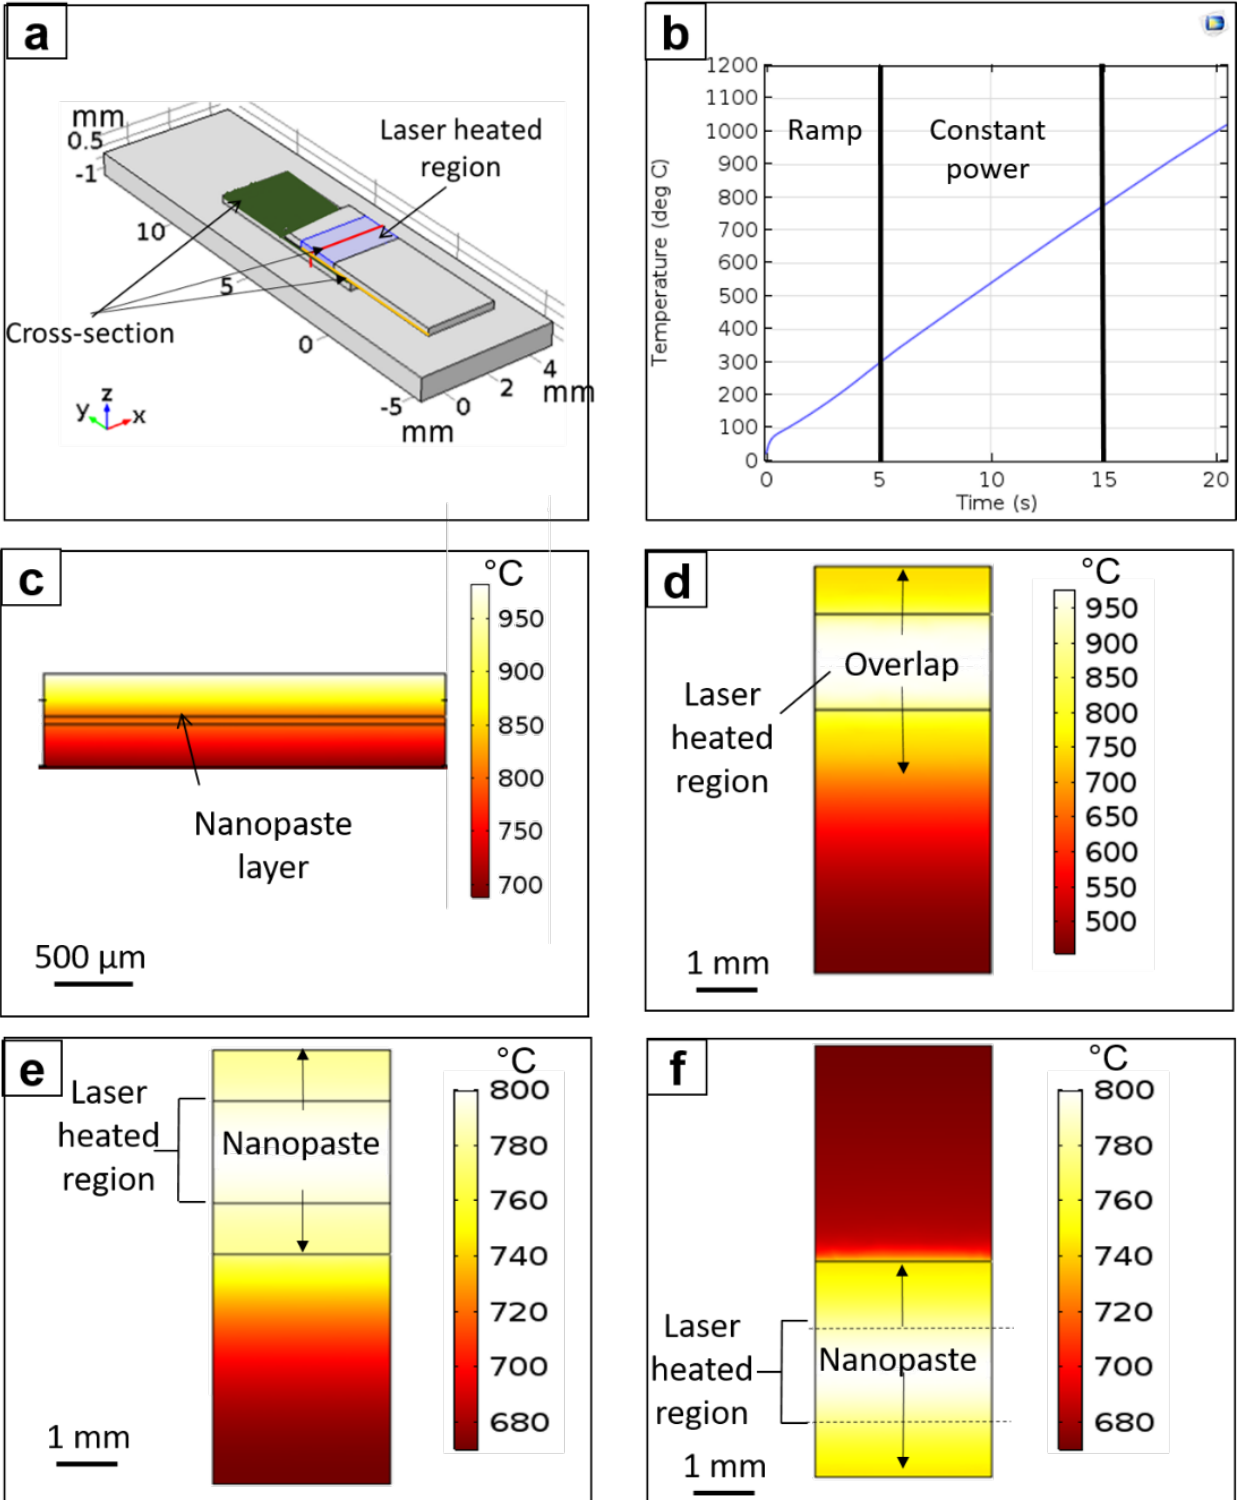 a
mm
0.5
-1
10
5
0
-5
0
2
4
mm
mm
Laser heated
region
Cross-section
y
z
x
b
1200
1100
1000
900
800
700
600
500
400
300
200
100
0
Temperature (deg C)
Ramp
Constant
power
0
5
10
15
20
Time (s)
c
°C
950
900
850
800
750
700
Nanopaste
layer
500 µm
d
°C
950
900
850
800
750
700
650
600
550
500
Overlap
Laser
heated
region
1 mm
e
°C
800
780
760
740
720
700
680
Laser
heated
region
Nanopaste
1 mm
f
°C
800
780
760
740
720
700
680
Laser
heated
region
Nanopaste
1 mm